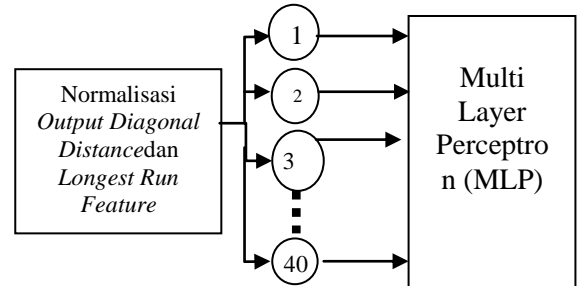 Normalisasi
Output Diagonal
Distancedan
Longest Run
Feature
1
2
3
40
Multi
Layer
Perceptro
n (MLP)